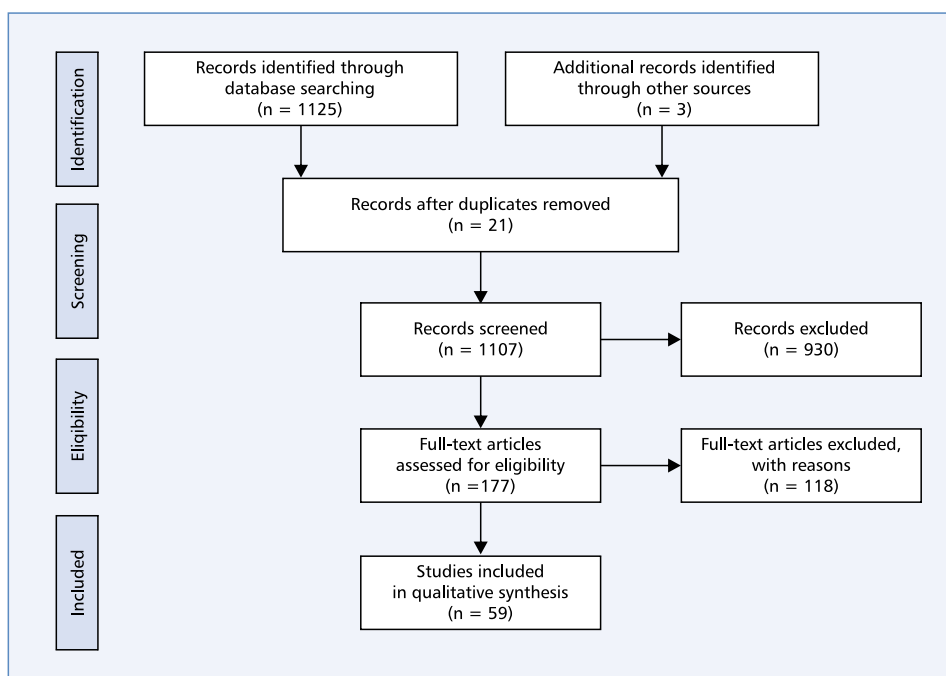 Identification
Records identified through
database searching
(n = 1125)
Additional records identified
through other sources
(n = 3)
Records after duplicates removed
(n = 21)
Screening
Records screened
(n = 1107)
Records excluded
(n = 930)
Eligibility
Full-text articles
assessed for eligibility
(n =177)
Full-text articles excluded,
with reasons
(n = 118)
Included
Studies included
in qualitative synthesis
(n = 59)